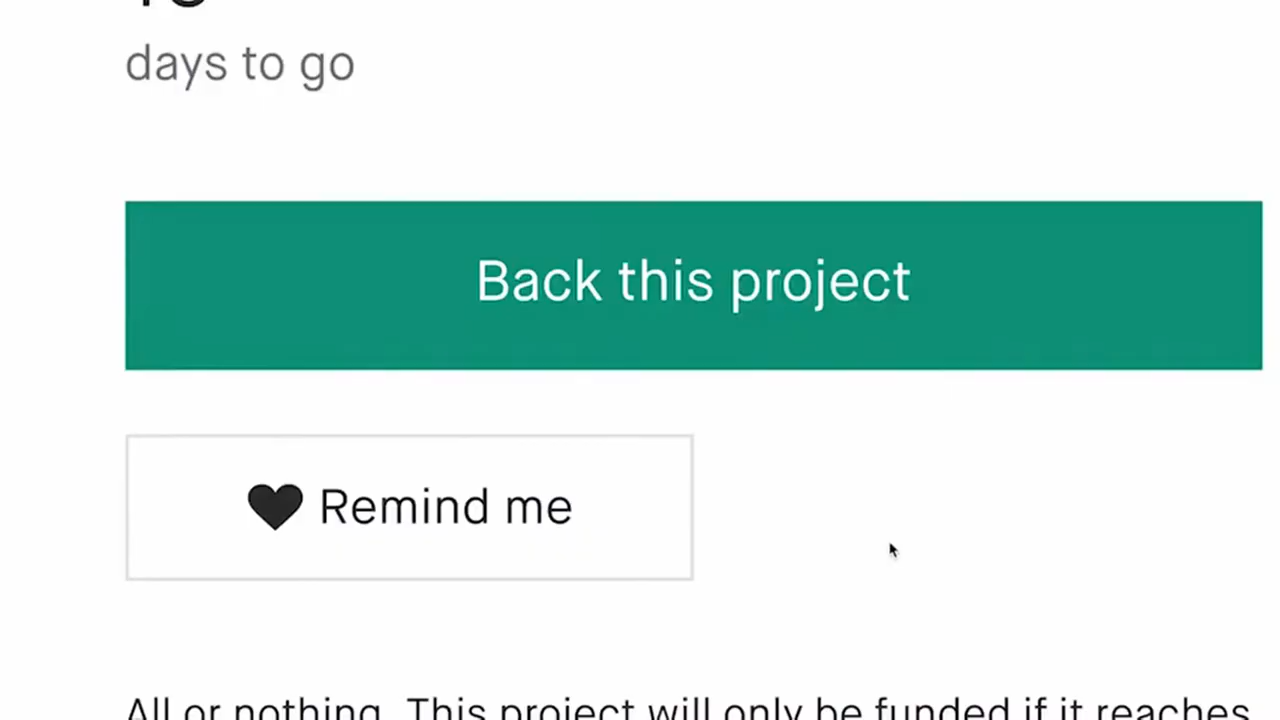 days to go
Back this project
Remind me
All or nothing. This project will only be funded if it reaches